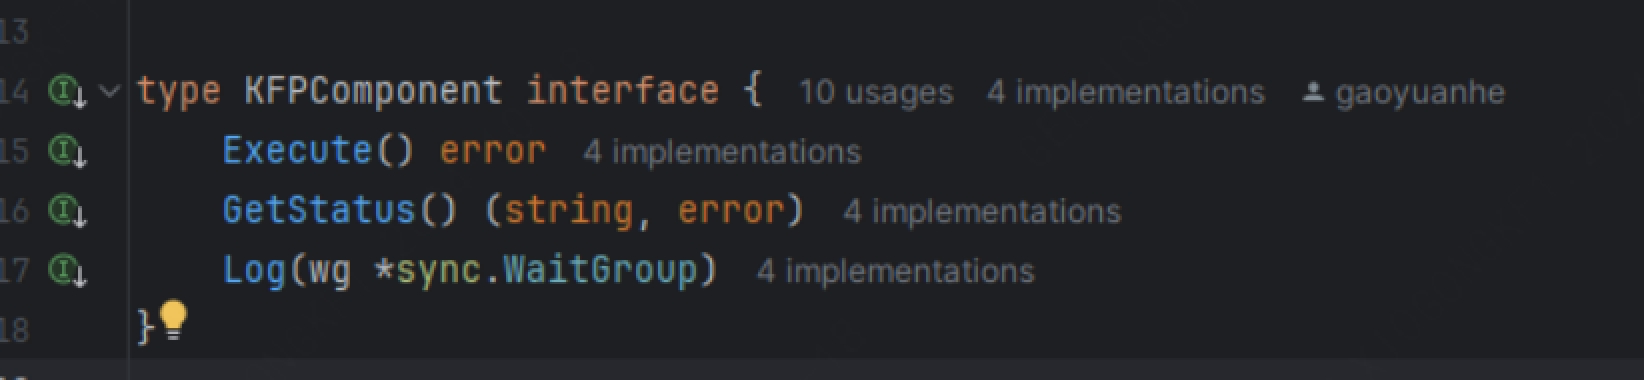 13
14 type KFPComponent interface { 10 usages 4 implementations gaoyuanhe
15 Execute() error 4 implementations
16 GetStatus() (string, error) 4 implementations
17 Log(wg *sync.WaitGroup) 4 implementations
18 }